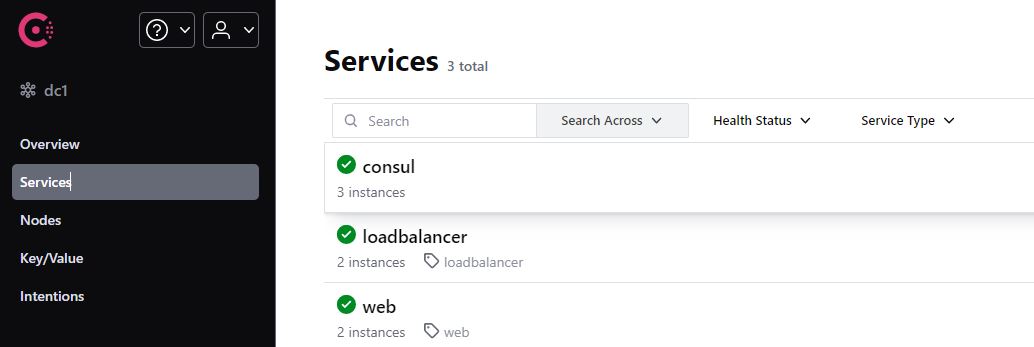 dc1
Overview
Services
Nodes
Key/Value
Intentions
Services 3 total
Search Search Across Health Status Service Type
consul
3 instances
loadbalancer
2 instances loadbalancer
web
2 instances web